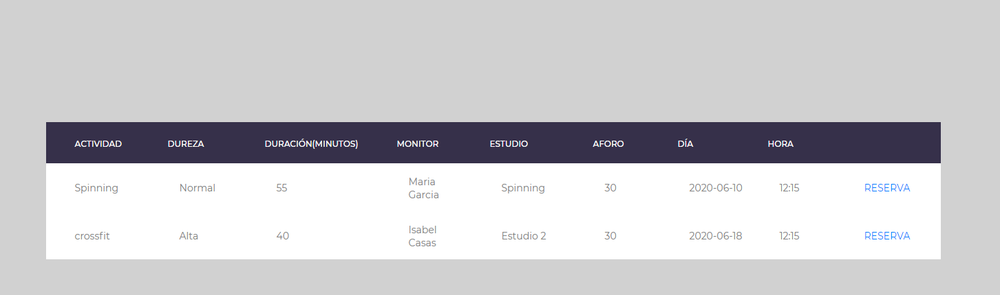 ACTIVIDAD DUREZA DURACIÓN(MINUTOS) MONITOR ESTUDIO AFORO DÍA HORA
Spinning Normal 55 Maria Garcia Spinning 30 2020-06-10 12:15 RESERVA
crossfit Alta 40 Isabel Casas Estudio 2 30 2020-06-18 12:15 RESERVA